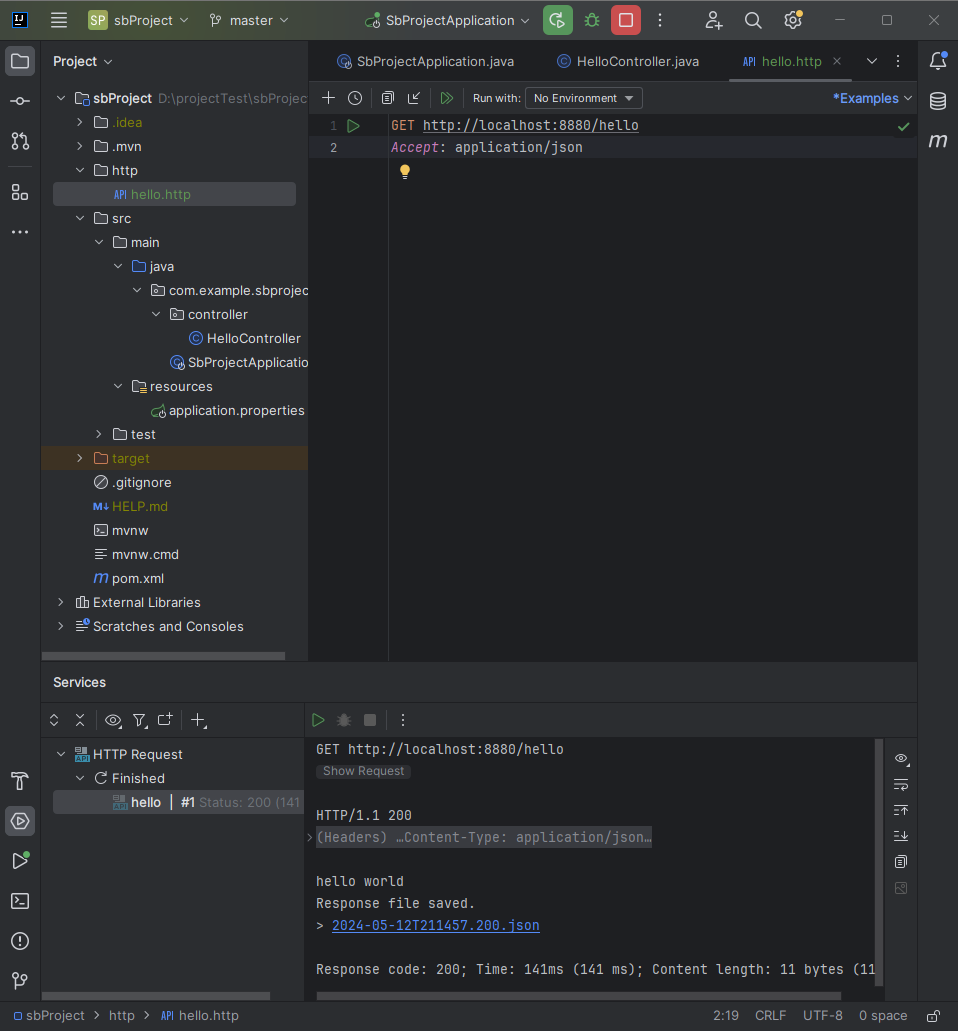 SP sbProject master SbProjectApplication
Project
SbProjectApplication.java HelloController.java API hello.http
sbProject D:\projectTest\sbProjec
.idea
.mvn
http
API hello.http
src
main
java
com.example.sbprojec
controller
HelloController
SbProjectApplicatio
resources
application.properties
test
target
.gitignore
M↓ HELP.md
mvnw
mvnw.cmd
m pom.xml
External Libraries
Scratches and Consoles
Run with: No Environment *Examples
1 GET http://localhost:8880/hello
2 Accept: application/json
m
Services
HTTP Request
Finished
hello | #1 Status: 200 (141
GET http://localhost:8880/hello
Show Request
HTTP/1.1 200
(Headers) …Content-Type: application/json…
hello world
Response file saved.
> 2024-05-12T211457.200.json
Response code: 200; Time: 141ms (141 ms); Content length: 11 bytes (11
sbProject > http > API hello.http 2:19 CRLF UTF-8 0 space